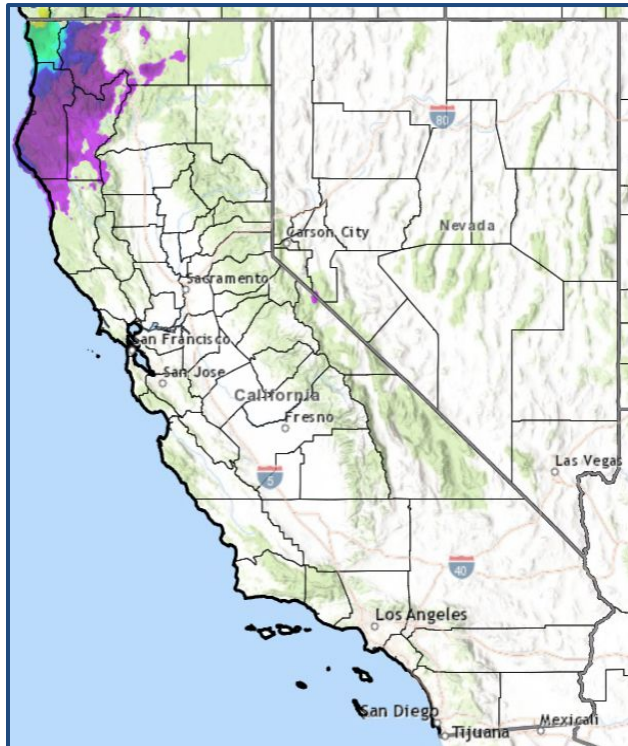 80
Nevada
Carson City
Sacramento
San Francisco
San Jose
California
Fresno
Las Vegas
5
40
Los Angeles
San Diego
Tijuana
Mexicali